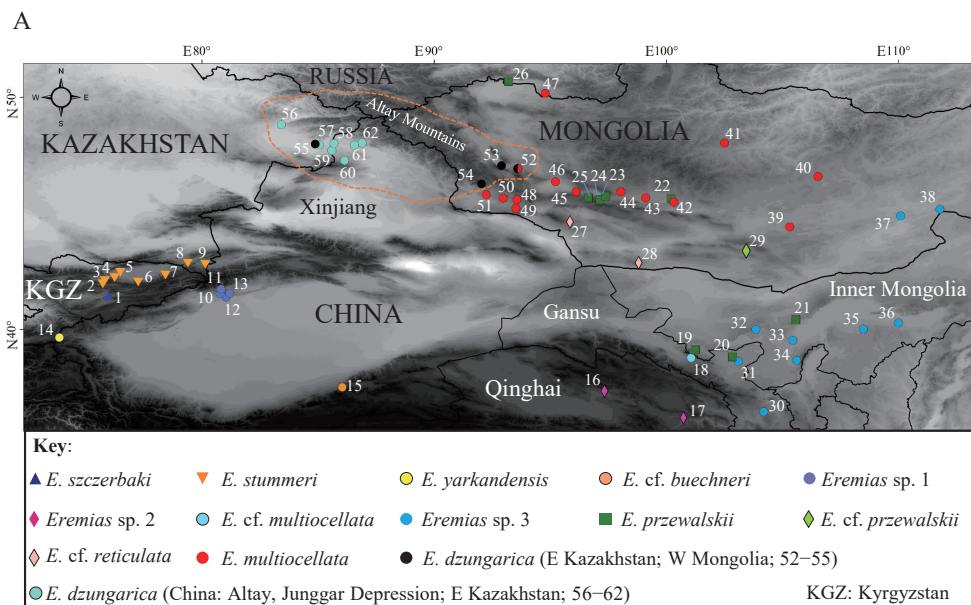 A
E80° E90° E100° E110°
RUSSIA
N
W E
S
N50°
26 47
Altay Mountains
56
KAZAKHSTAN
MONGOLIA
41
57 58 62
55
59 61
60
53 52
54
46 25 24 23 22
40
50 48
51 49
45 44 43 42
38
37
39
Xinjiang
27
28
29
8 9
5
3 4 7
2 6
11 13
KGZ 1
10 12
CHINA
Gansu
Inner Mongolia
N40°
14
21
32 35 36
33
19 20
18 31 34
15
Qinghai 16
17 30
Key:
E. szczerbaki E. stummeri E. yarkandensis E. cf. buechneri Eremias sp. 1
Eremias sp. 2 E. cf. multiocellata Eremias sp. 3 E. przewalskii E. cf. przewalskii
E. cf. reticulata E. multiocellata E. dzungarica (E Kazakhstan; W Mongolia; 52−55)
E. dzungarica (China: Altay, Junggar Depression; E Kazakhstan; 56−62) KGZ: Kyrgyzstan